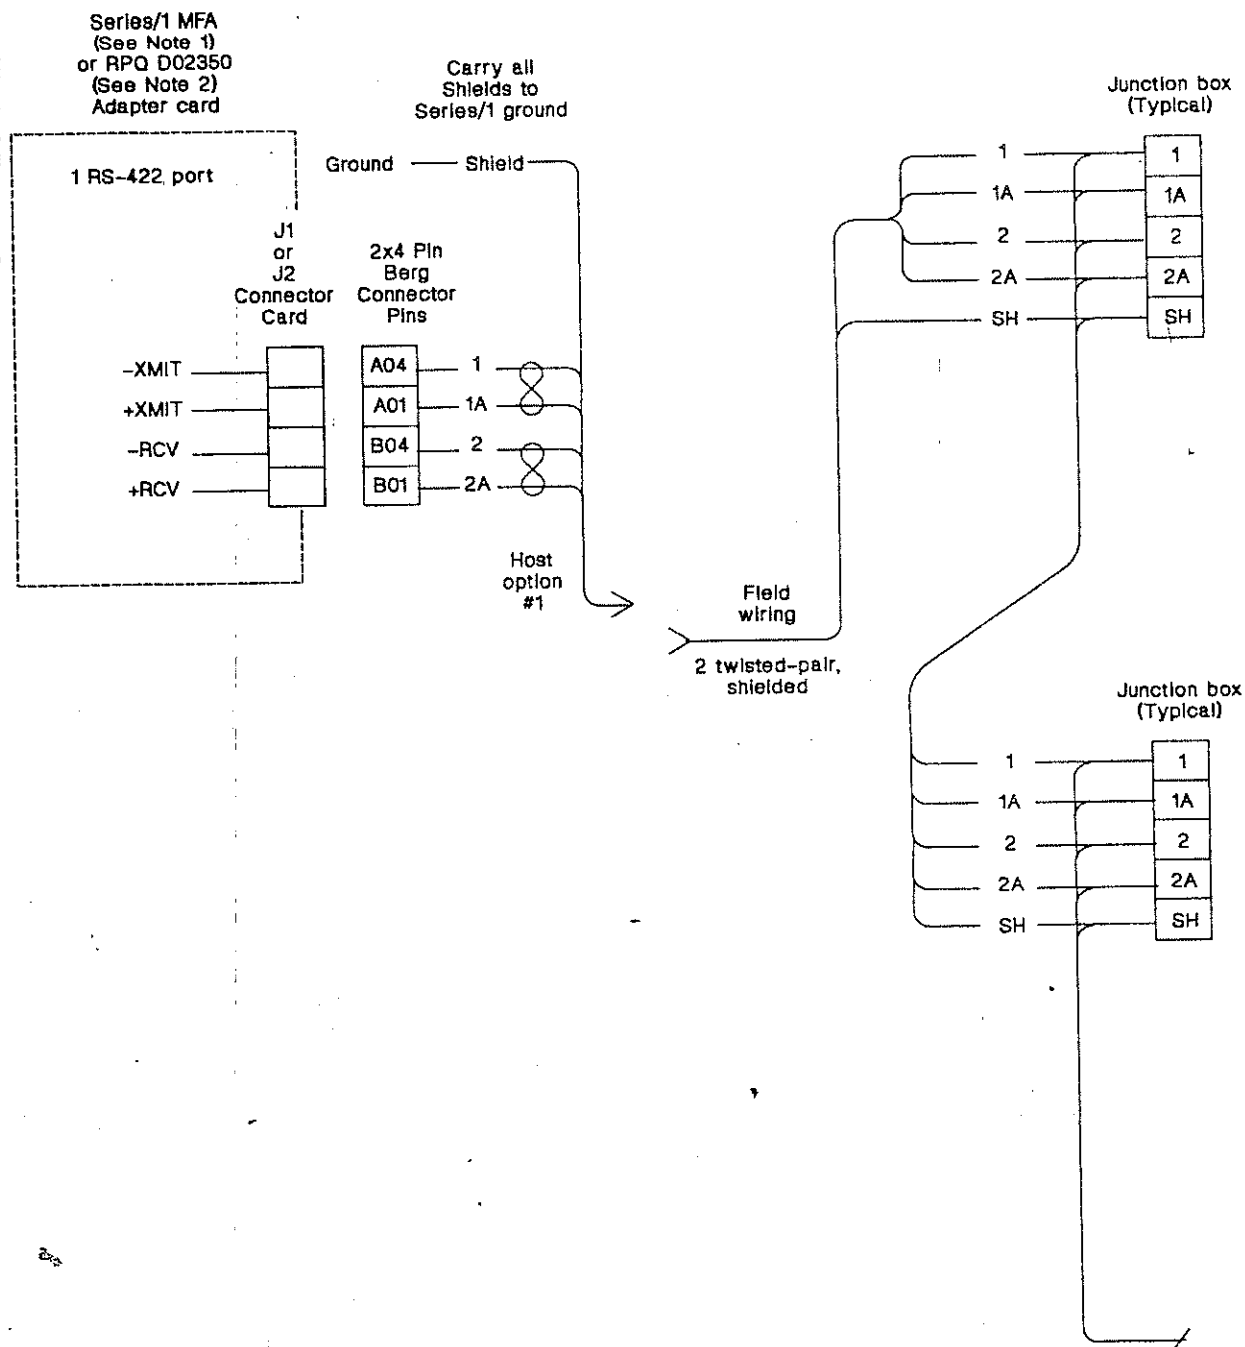 Series/1 MFA
(See Note 1)
or RPQ D02350
(See Note 2)
Adapter card
Carry all
Shields to
Series/1 ground
Junction box
(Typical)
1 RS-422 port
Ground
Shield
J1
or
J2
Connector
Card
2x4 Pin
Berg
Connector
Pins
-XMIT
+XMIT
-RCV
+RCV
A04
A01
B04
B01
1
1A
2
2A
Host
option
#1
Field
wiring
2 twisted-pair,
shielded
1
1A
2
2A
SH
1
1A
2
2A
SH
Junction box
(Typical)
1
1A
2
2A
SH
1
1A
2
2A
SH